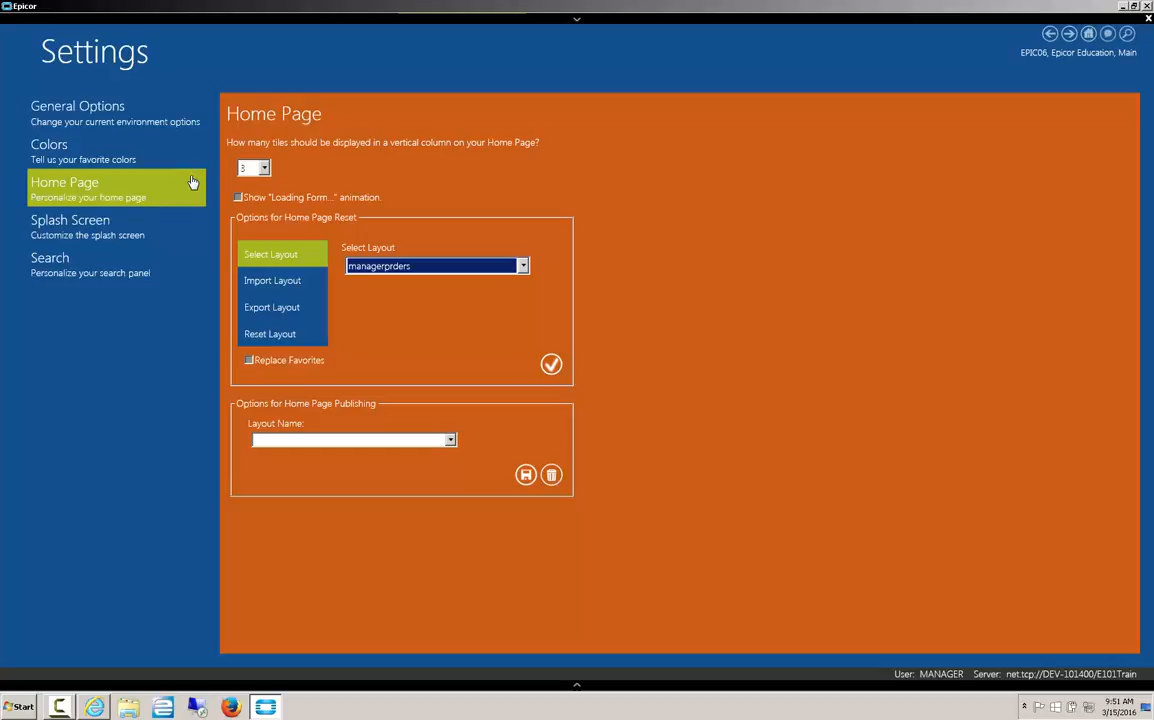 Epicor
Settings
EPIC06, Epicor Education, Main
General Options
Change your current environment options
Colors
Tell us your favorite colors
Home Page
Personalize your home page
Splash Screen
Customize the splash screen
Search
Personalize your search panel
Home Page
How many tiles should be displayed in a vertical column on your Home Page?
3
Show "Loading Form..." animation.
Options for Home Page Reset
Select Layout
Import Layout
Export Layout
Reset Layout
Select Layout
managerprders
Replace Favorites
Options for Home Page Publishing
Layout Name:
User: MANAGER Server: net.tcp://DEV-101400/E101Train
Start
9:51 AM
3/15/2016